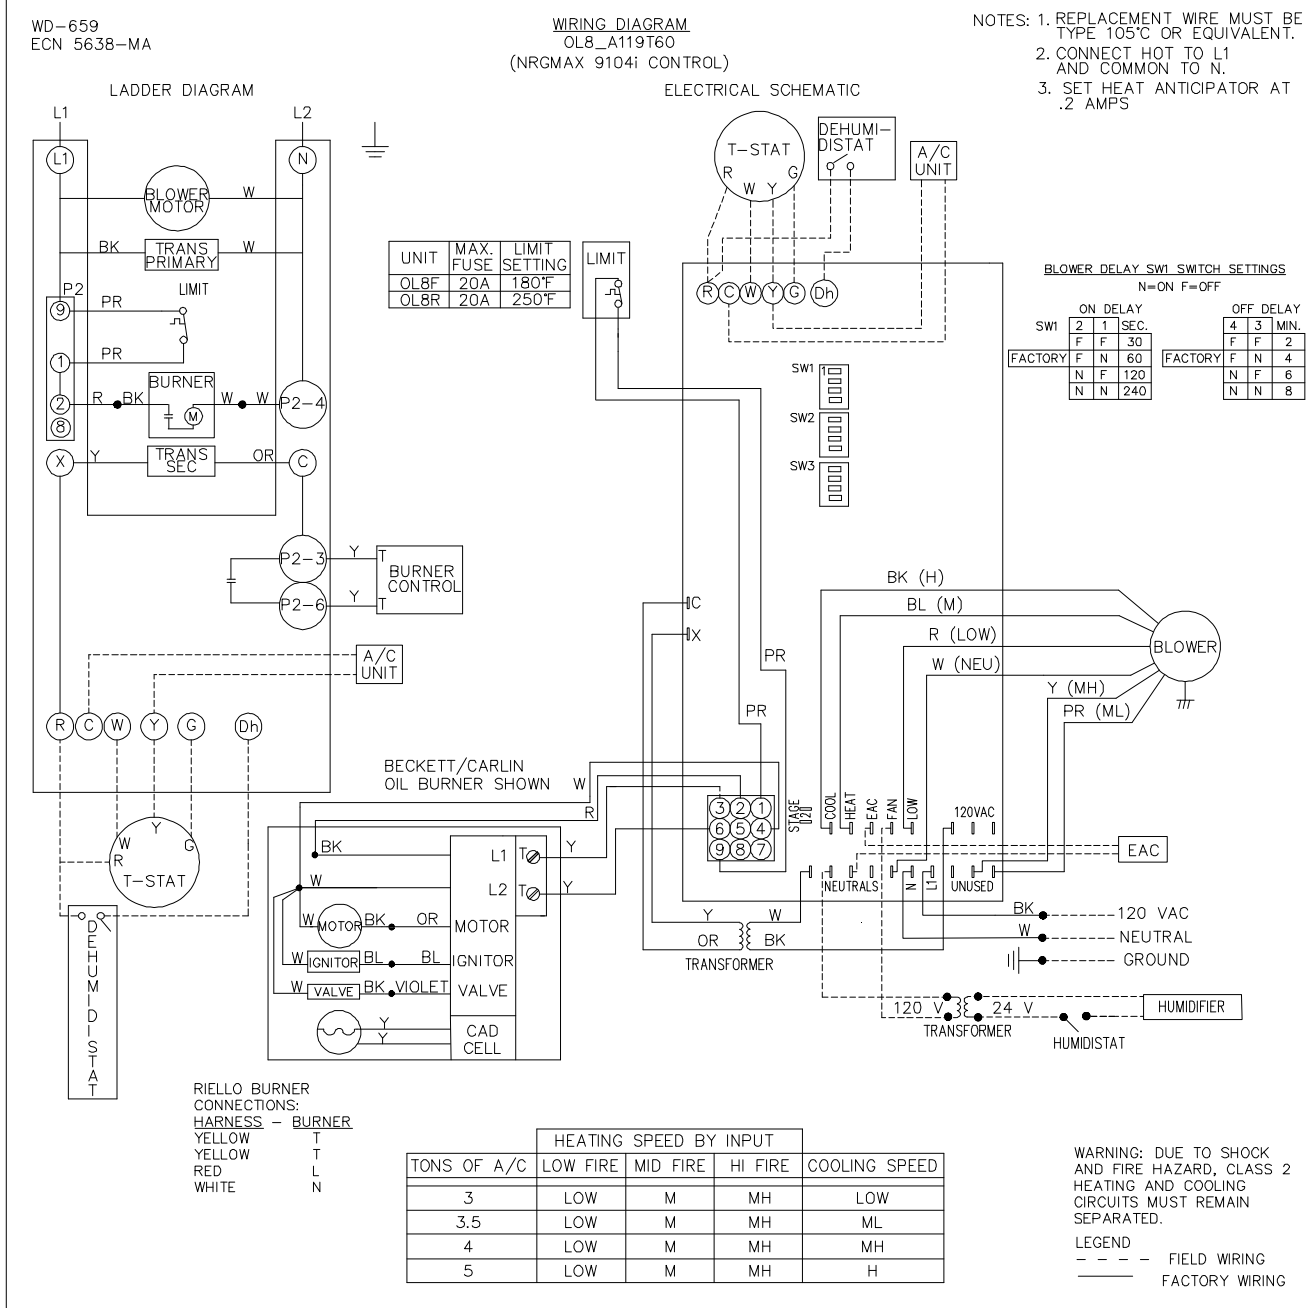 WD-659
ECN 5638-MA
WIRING DIAGRAM
OL8_A119T60
(NRGMAX 9104i CONTROL)
NOTES: 1. REPLACEMENT WIRE MUST BE
TYPE 105°C OR EQUIVALENT.
2. CONNECT HOT TO L1
AND COMMON TO N.
3. SET HEAT ANTICIPATOR AT
.2 AMPS
LADDER DIAGRAM
L1
L2
L1
N
BLOWER
MOTOR
W
BK
TRANS
PRIMARY
W
P2
LIMIT
9
PR
1
PR
BURNER
2
R
BK
M
W
W
P2-4
8
X
Y
TRANS
SEC
OR
C
P2-3
Y
T
BURNER
CONTROL
P2-6
Y
T
A/C
UNIT
R
C
W
Y
G
Dh
W
Y
G
R
T-STAT
DEHUMIDISTAT
UNIT
MAX.
FUSE
LIMIT
SETTING
OL8F 20A 180°F
OL8R 20A 250°F
ELECTRICAL SCHEMATIC
T-STAT
R
W
Y
G
DEHUMI-
DISTAT
A/C
UNIT
LIMIT
R
C
W
Y
G
Dh
SW1
1
SW2
SW3
BLOWER DELAY SW1 SWITCH SETTINGS
N=ON F=OFF
ON DELAY
OFF DELAY
SW1 2 1 SEC.
4 3 MIN.
F F 30
F F 2
FACTORY F N 60
FACTORY F N 4
N F 120
N F 6
N N 240
N N 8
C
X
PR
PR
BK (H)
BL (M)
R (LOW)
W (NEU)
Y (MH)
PR (ML)
BLOWER
BECKETT/CARLIN
OIL BURNER SHOWN
W
R
3 2 1
6 5 4
9 8 7
STAGE
2
COOL
HEAT
EAC
FAN
LOW
120VAC
NEUTRALS
N
L1
UNUSED
EAC
BK
L1
T
Y
W
L2
T
Y
W
MOTOR
BK
OR
MOTOR
W
IGNITOR
BL
BL
IGNITOR
W
VALVE
BK
VIOLET
VALVE
Y
Y
CAD
CELL
Y
W
OR
BK
TRANSFORMER
BK
120 VAC
W
NEUTRAL
GROUND
120 V
24 V
TRANSFORMER
HUMIDIFIER
HUMIDISTAT
RIELLO BURNER
CONNECTIONS:
HARNESS - BURNER
YELLOW T
YELLOW T
RED L
WHITE N
HEATING SPEED BY INPUT
TONS OF A/C LOW FIRE MID FIRE HI FIRE COOLING SPEED
3 LOW M MH LOW
3.5 LOW M MH ML
4 LOW M MH MH
5 LOW M MH H
WARNING: DUE TO SHOCK
AND FIRE HAZARD, CLASS 2
HEATING AND COOLING
CIRCUITS MUST REMAIN
SEPARATED.
LEGEND
FIELD WIRING
FACTORY WIRING